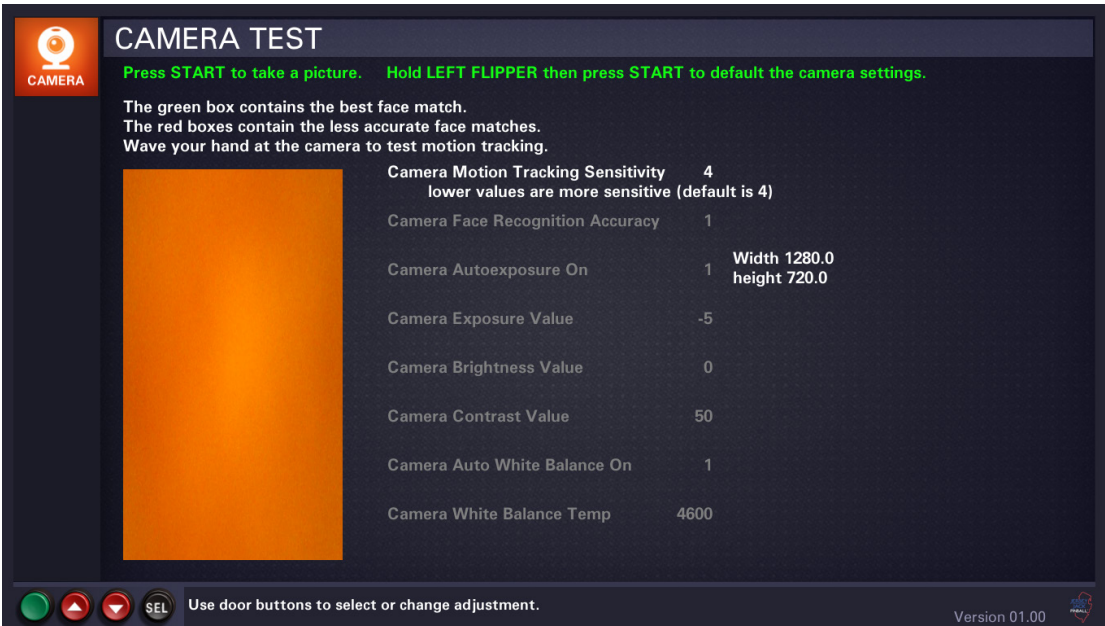 CAMERA TEST
CAMERA
Press START to take a picture. Hold LEFT FLIPPER then press START to default the camera settings.
The green box contains the best face match.
The red boxes contain the less accurate face matches.
Wave your hand at the camera to test motion tracking.
Camera Motion Tracking Sensitivity 4
lower values are more sensitive (default is 4)
Camera Face Recognition Accuracy 1
Camera Autoexposure On 1
Width 1280.0
height 720.0
Camera Exposure Value -5
Camera Brightness Value 0
Camera Contrast Value 50
Camera Auto White Balance On 1
Camera White Balance Temp 4600
SEL
Use door buttons to select or change adjustment.
Version 01.00